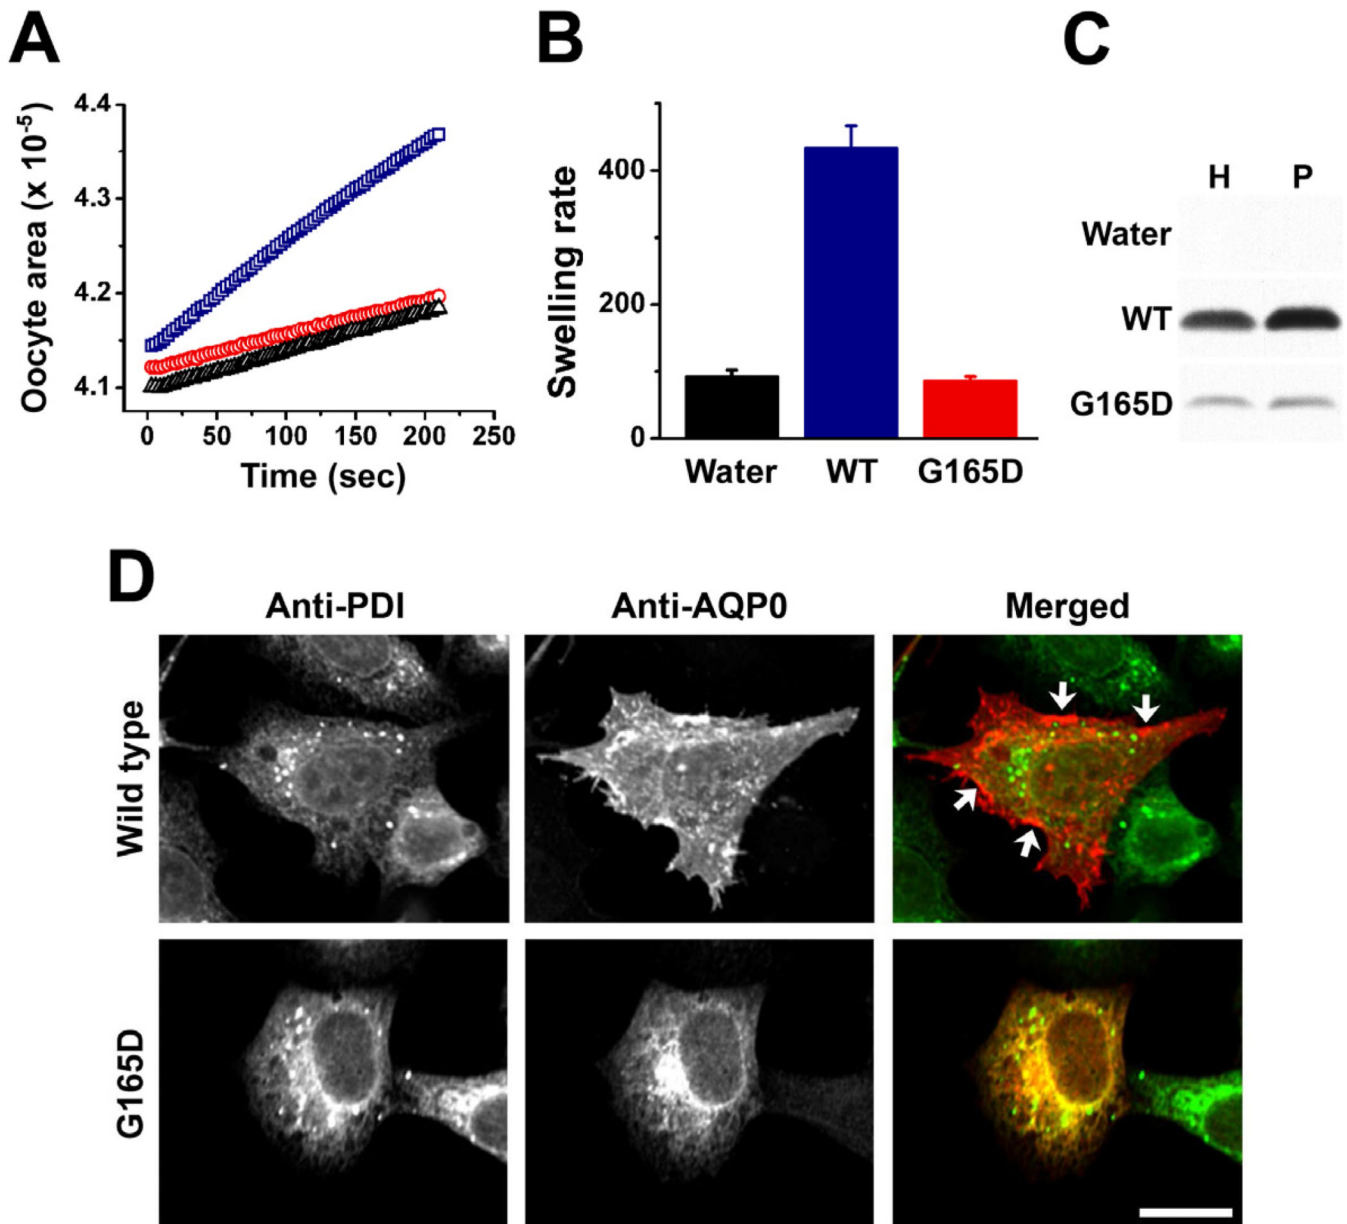 A
4.4
4.3
4.2
4.1
Oocyte area (x 10-5)
0 50 100 150 200 250
Time (sec)
B
400
200
0
Swelling rate
Water WT G165D
C
H P
Water
WT
G165D
D
Anti-PDI Anti-AQP0 Merged
Wild type
G165D